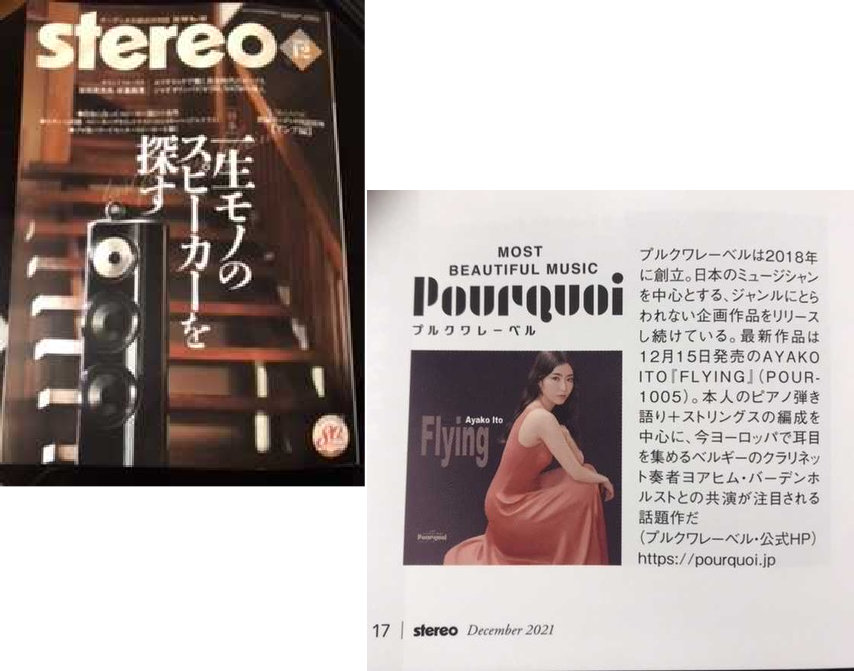 stereo
12
一生モノの
スピーカーを
探す
MOST
BEAUTIFUL MUSIC
Pourquoi
プルクワレーベル
Ayako Ito
Flying
Pourquoi
プルクワレーベルは2018年
に創立。日本のミュージシャン
を中心とする、ジャンルにとら
われない企画作品をリリース
し続けている。最新作品は
12月15日発売のAYAKO
ITO『FLYING』(POUR-
1005)。本人のピアノ弾き
語り+ストリングスの編成を
中心に、今ヨーロッパで耳目
を集めるベルギーのクラリネッ
ト奏者ヨアヒム・バーデンホ
ルストとの共演が注目される
話題作だ
(プルクワレーベル・公式HP)
https://pourquoi.jp
17 | stereo December 2021